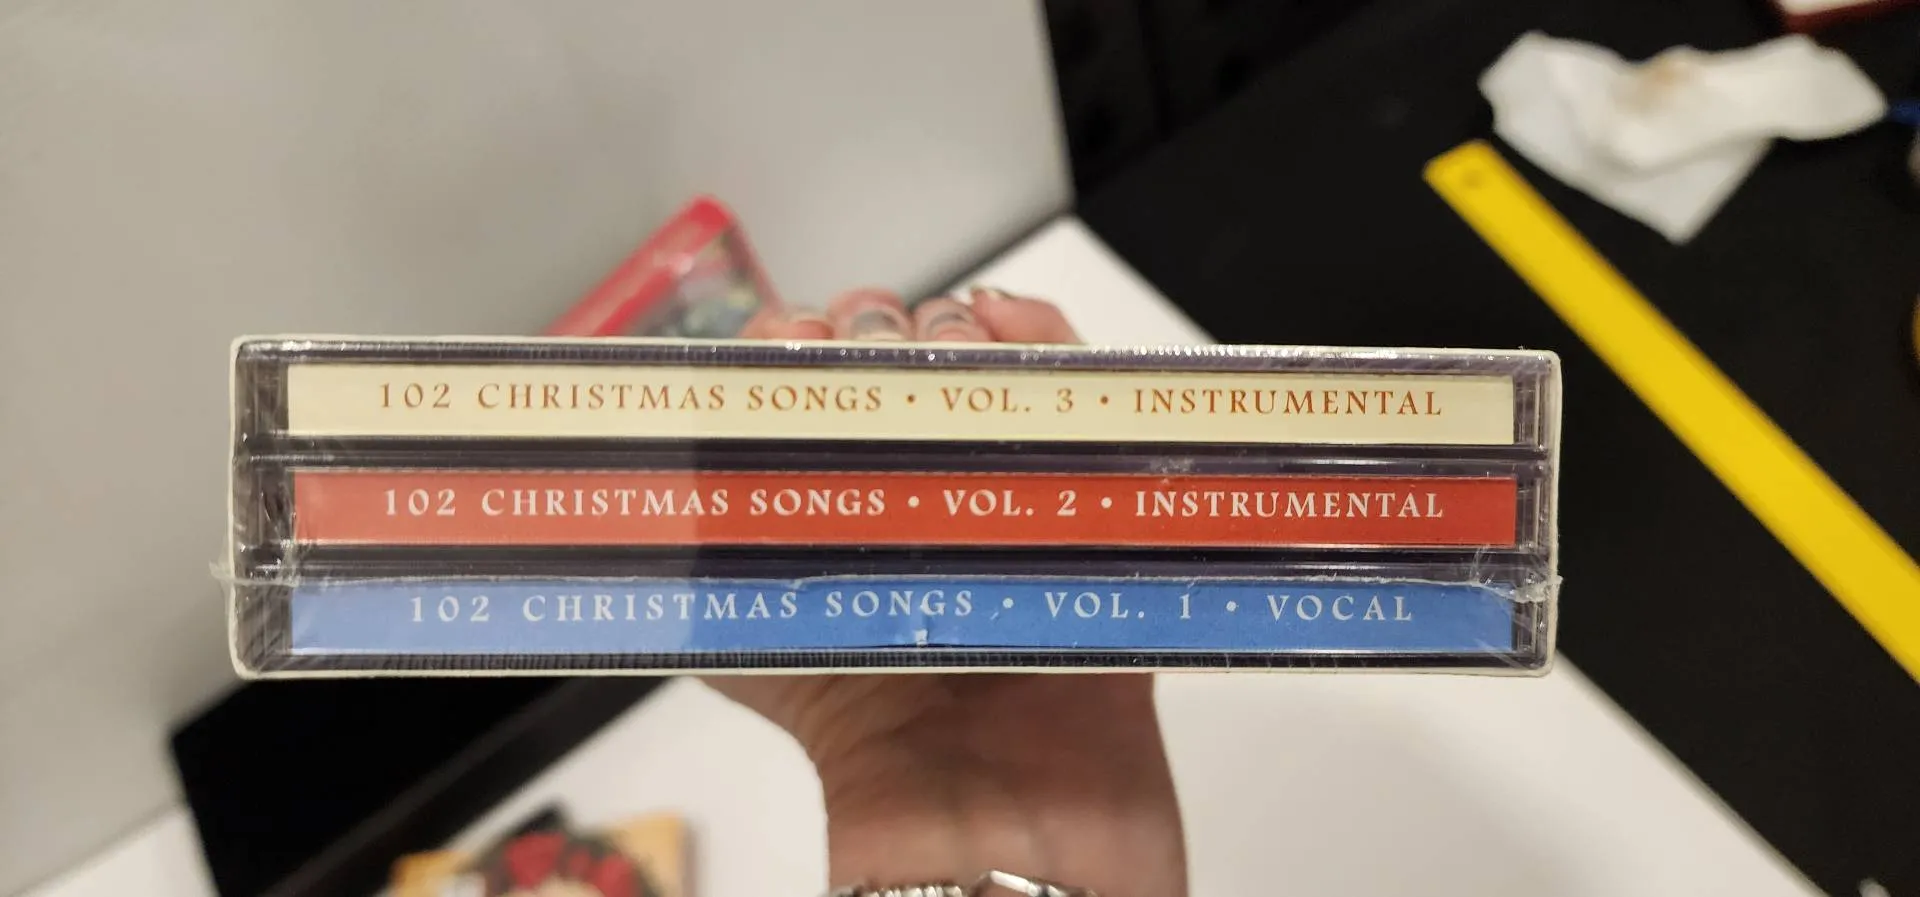 102 CHRISTMAS SONGS • VOL. 3 • INSTRUMENTAL
102 CHRISTMAS SONGS • VOL. 2 • INSTRUMENTAL
102 CHRISTMAS SONGS • VOL. 1 • VOCAL